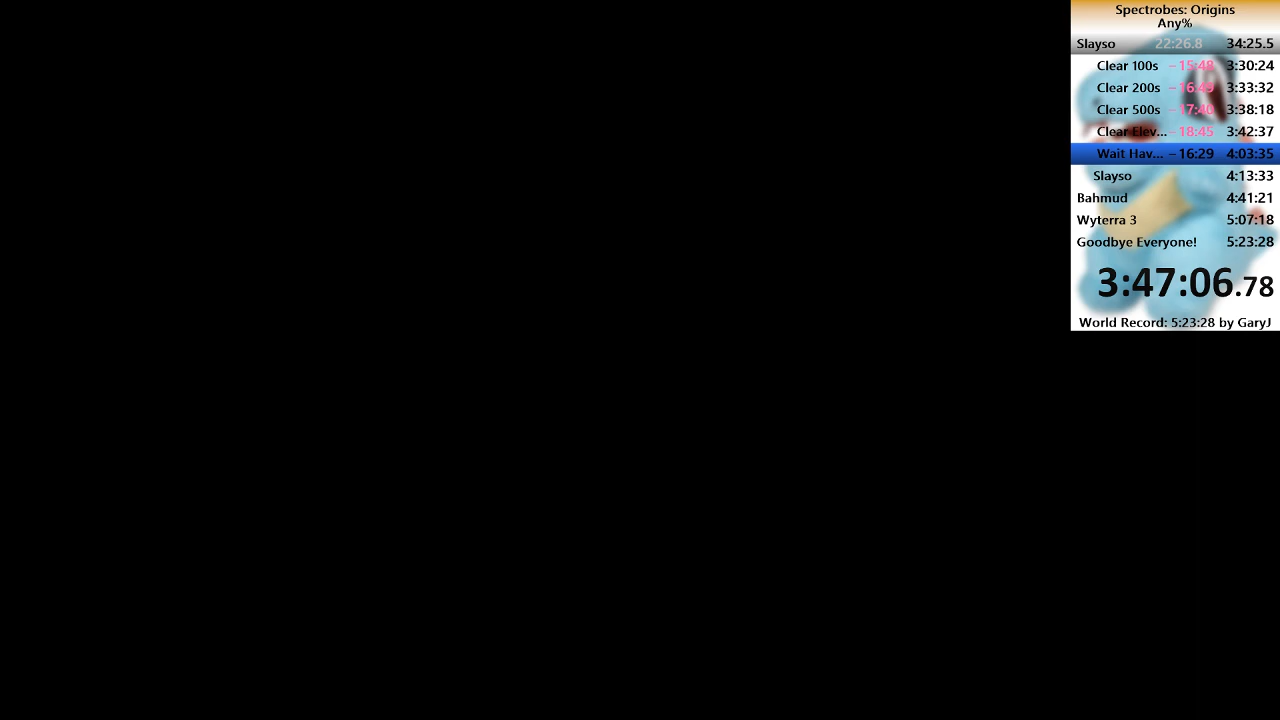 Spectrobes: Origins
Any%
Slayso 22:26.8 34:25.5
Clear 100s −15:48 3:30:24
Clear 200s −16:49 3:33:32
Clear 500s −17:40 3:38:18
Clear Elev... −18:45 3:42:37
Wait Hav... −16:29 4:03:35
Slayso 4:13:33
Bahmud 4:41:21
Wyterra 3 5:07:18
Goodbye Everyone! 5:23:28
3:47:06.78
World Record: 5:23:28 by GaryJ